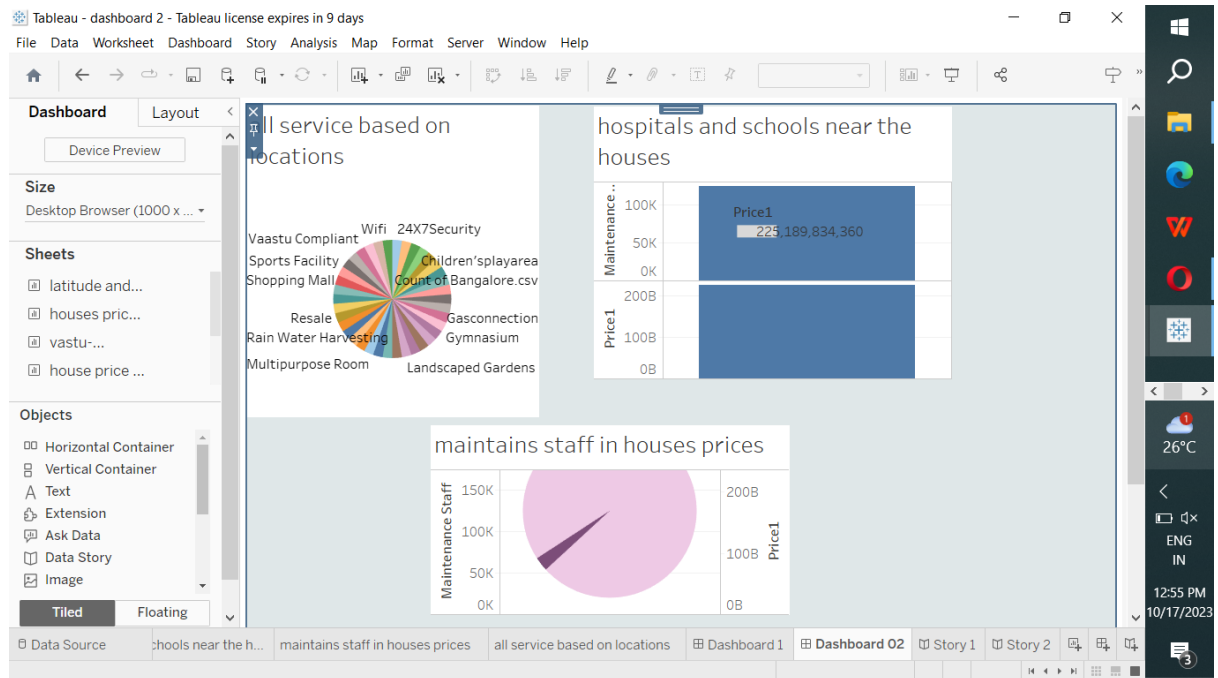 Tableau - dashboard 2 - Tableau license expires in 9 days
File Data Worksheet Dashboard Story Analysis Map Format Server Window Help
Dashboard
Layout
Device Preview
Size
Desktop Browser (1000 x ...
Sheets
latitude and...
houses pric...
vastu-...
house price ...
Objects
Horizontal Container
Vertical Container
Text
Extension
Ask Data
Data Story
Image
Tiled
Floating
ll service based on
locations
Wifi
24X7Security
Vaastu Compliant
Sports Facility
Children'splayarea
Shopping Mall
Count of Bangalore.csv
Resale
Gasconnection
Rain Water Harvesting
Gymnasium
Multipurpose Room
Landscaped Gardens
hospitals and schools near the
houses
Maintenance ..
100K
50K
0K
Price1
225,189,834,360
Price1
200B
100B
0B
maintains staff in houses prices
Maintenance Staff
150K
100K
50K
0K
200B
100B
0B
Price1
Data Source
chools near the h...
maintains staff in houses prices
all service based on locations
Dashboard 1
Dashboard 02
Story 1
Story 2
1
26°C
ENG
IN
12:55 PM
10/17/2023
3